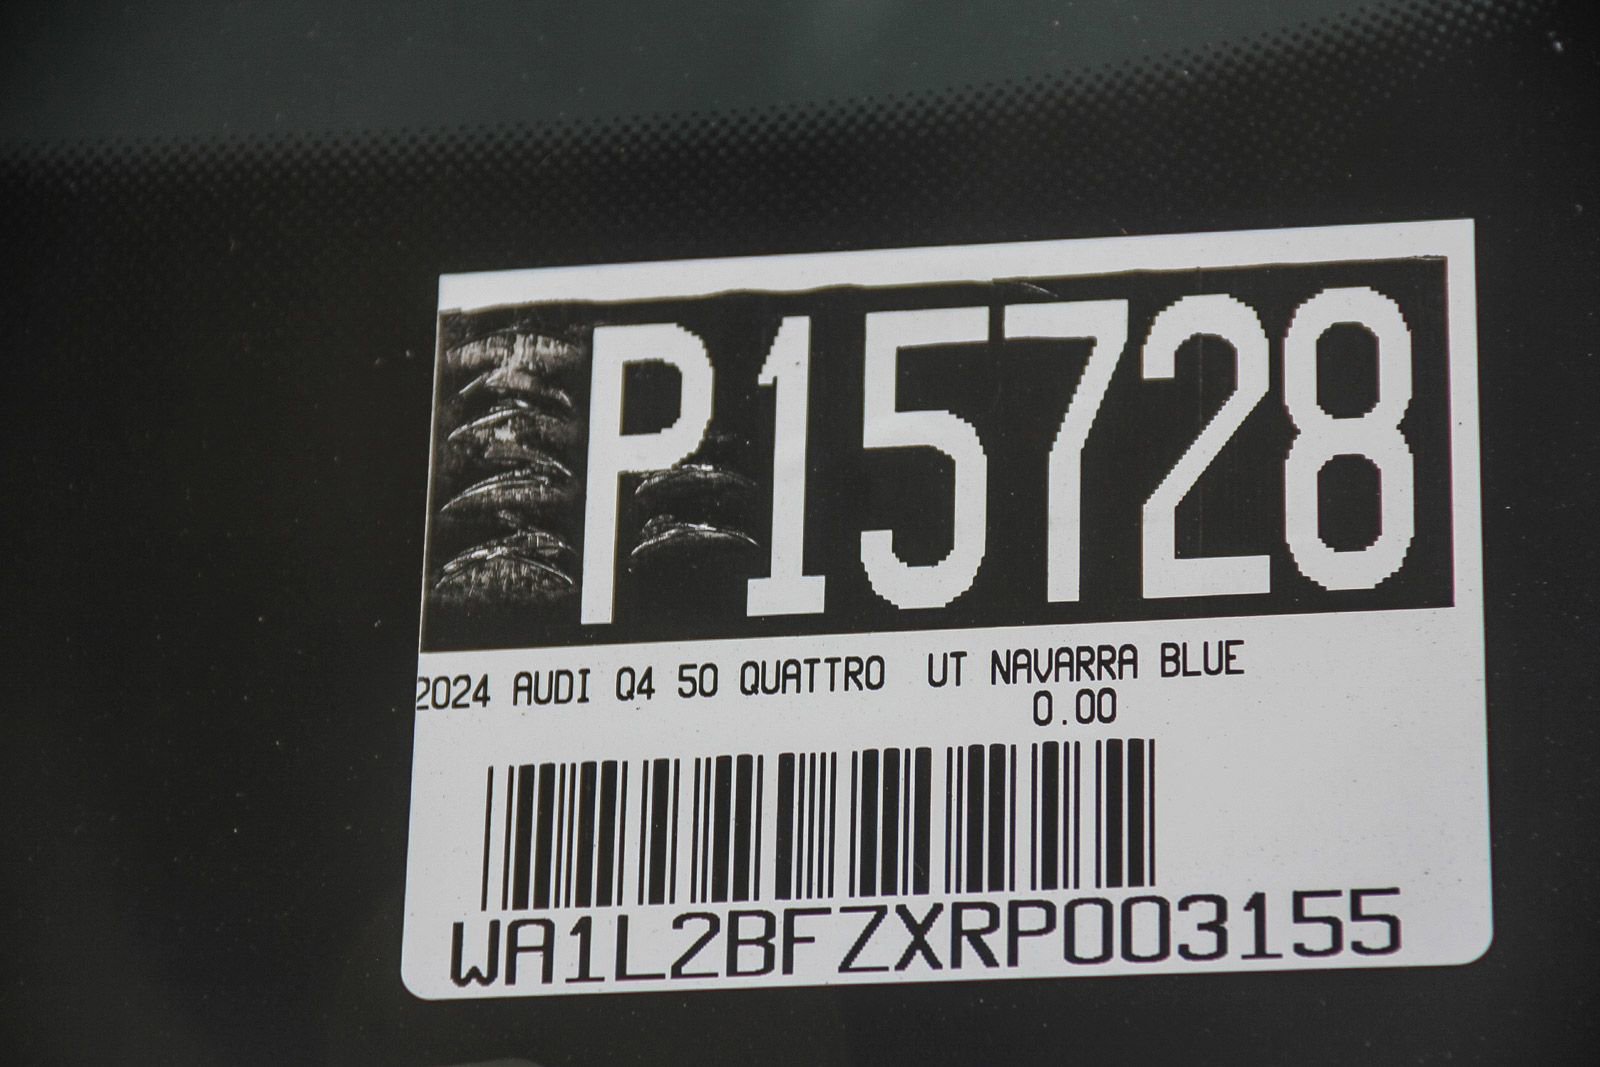 P15728
2024 AUDI Q4 50 QUATTRO UT NAVARRA BLUE
0.00
WA1L2BFZXRP003155